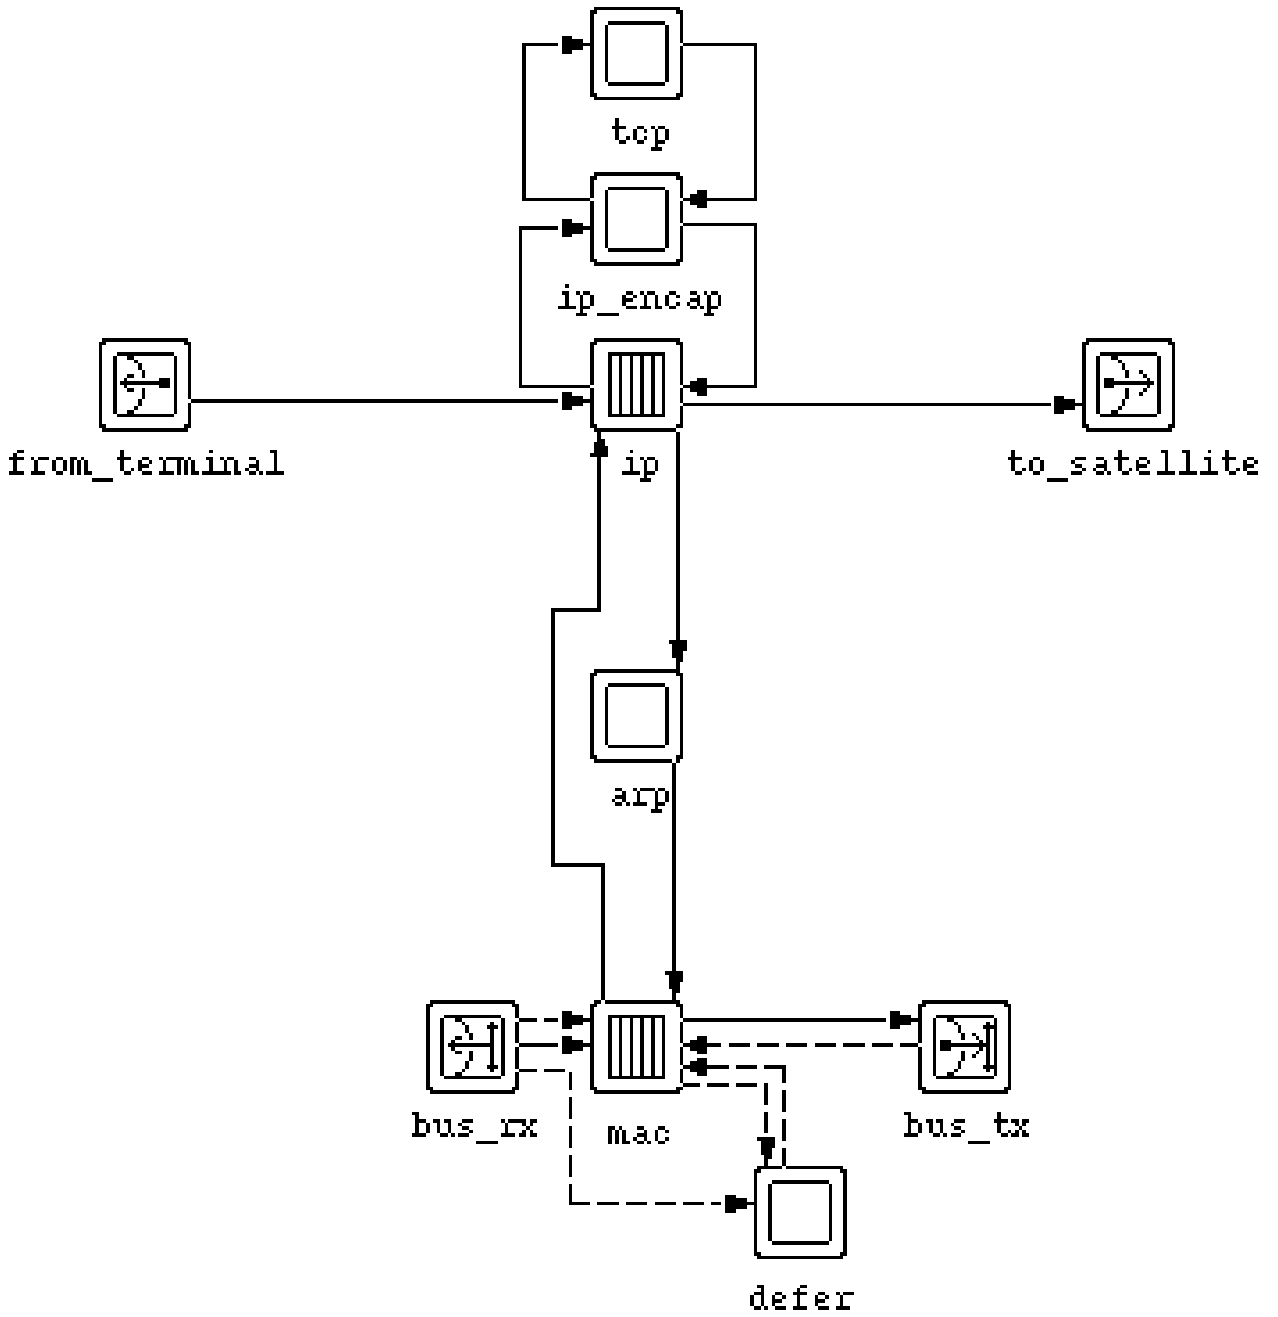 tcp
ip_encap
from_terminal
ip
to_satellite
arp
bus_rx
mac
bus_tx
defer